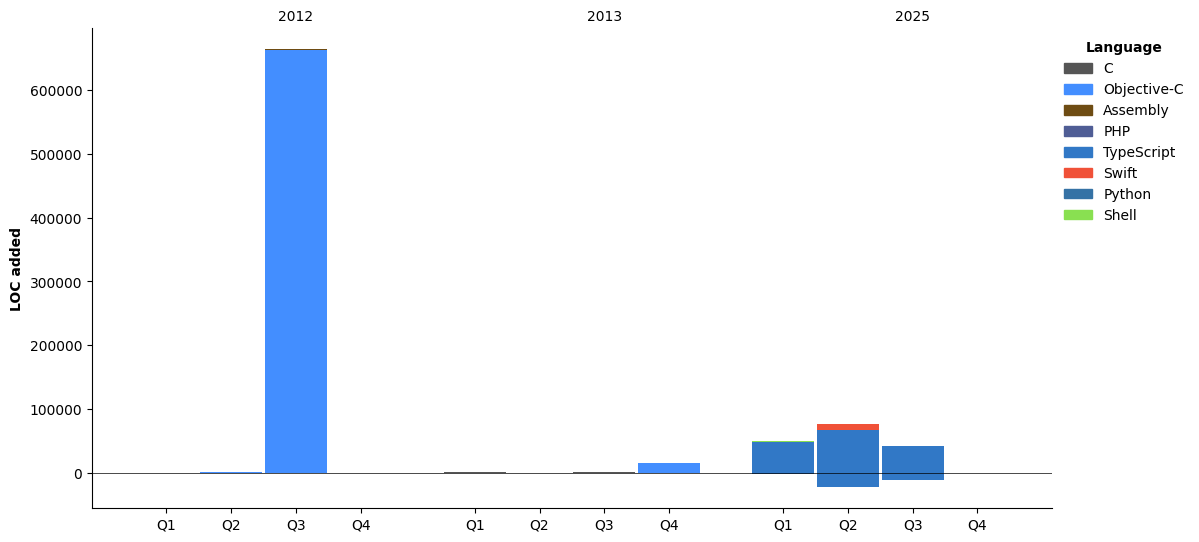 2012 2013 2025
Language
C
Objective-C
Assembly
PHP
TypeScript
Swift
Python
Shell
LOC added
600000
500000
400000
300000
200000
100000
0
Q1 Q2 Q3 Q4 Q1 Q2 Q3 Q4 Q1 Q2 Q3 Q4